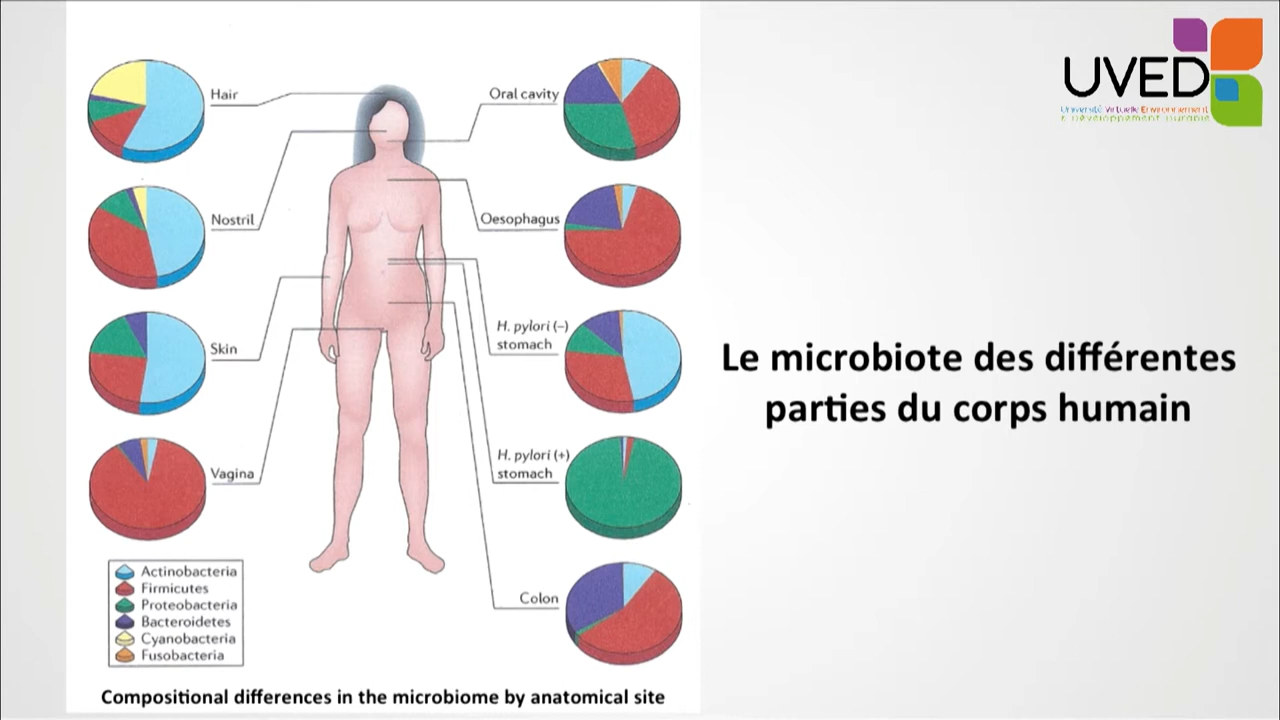 UVED
Université Virtuelle Environnement
& développement durable
Hair
Oral cavity
Nostril
Oesophagus
Skin
H. pylori (–)
stomach
Vagina
H. pylori (+)
stomach
Colon
Actinobacteria
Firmicutes
Proteobacteria
Bacteroidetes
Cyanobacteria
Fusobacteria
Compositional differences in the microbiome by anatomical site
Le microbiote des différentes
parties du corps humain